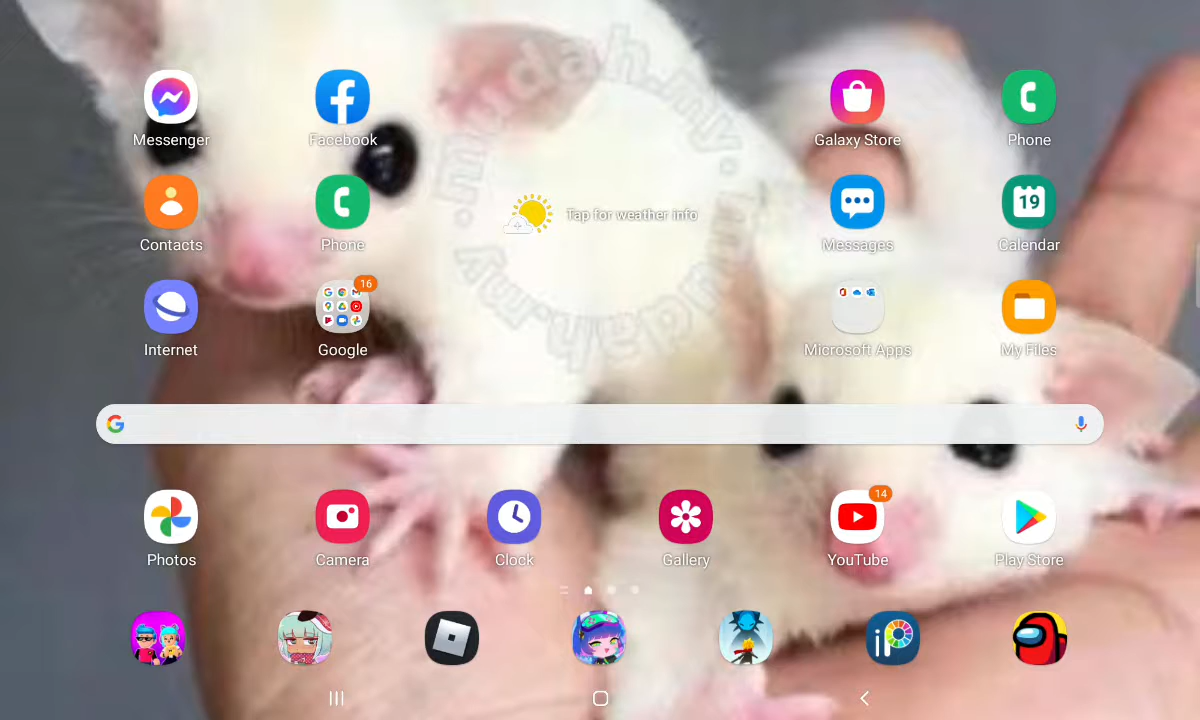 Messenger
Facebook
Galaxy Store
Phone
Contacts
Phone
Tap for weather info
Messages
19
Calendar
16
Internet
Google
Microsoft Apps
My Files
14
Photos
Camera
Clock
Gallery
YouTube
Play Store